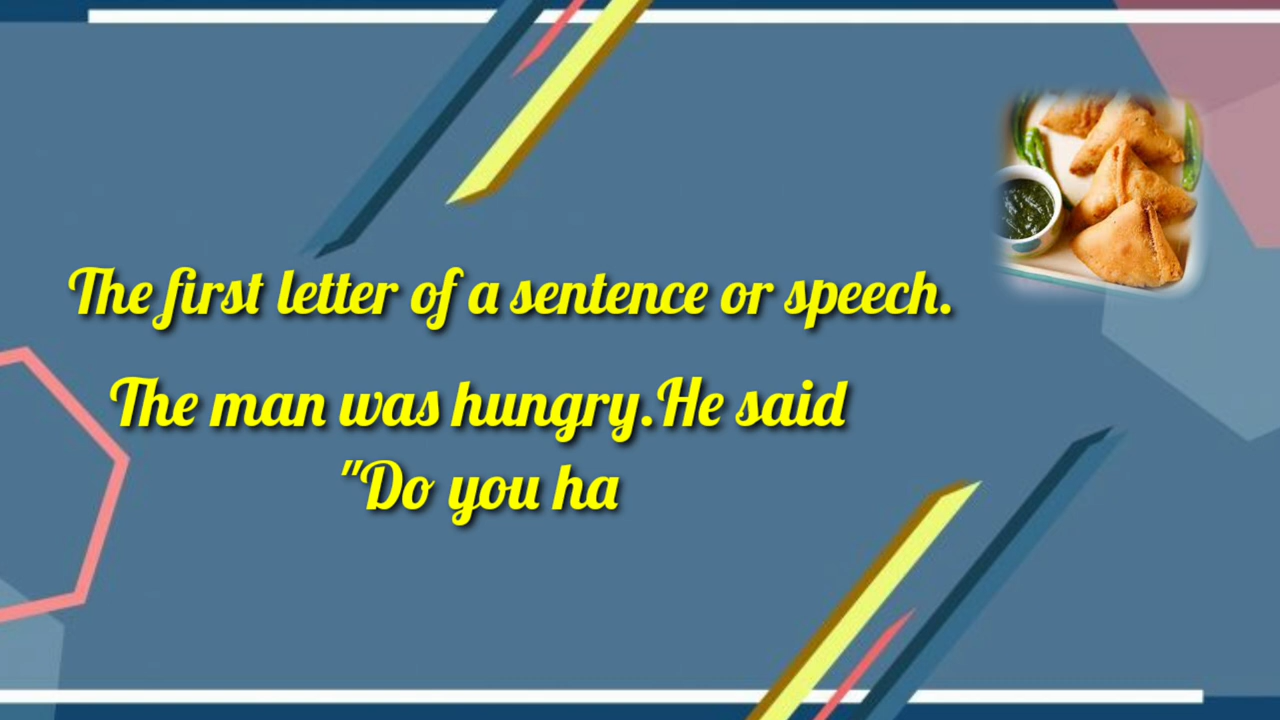 The first letter of a sentence or speech.
The man was hungry.He said
"Do you ha